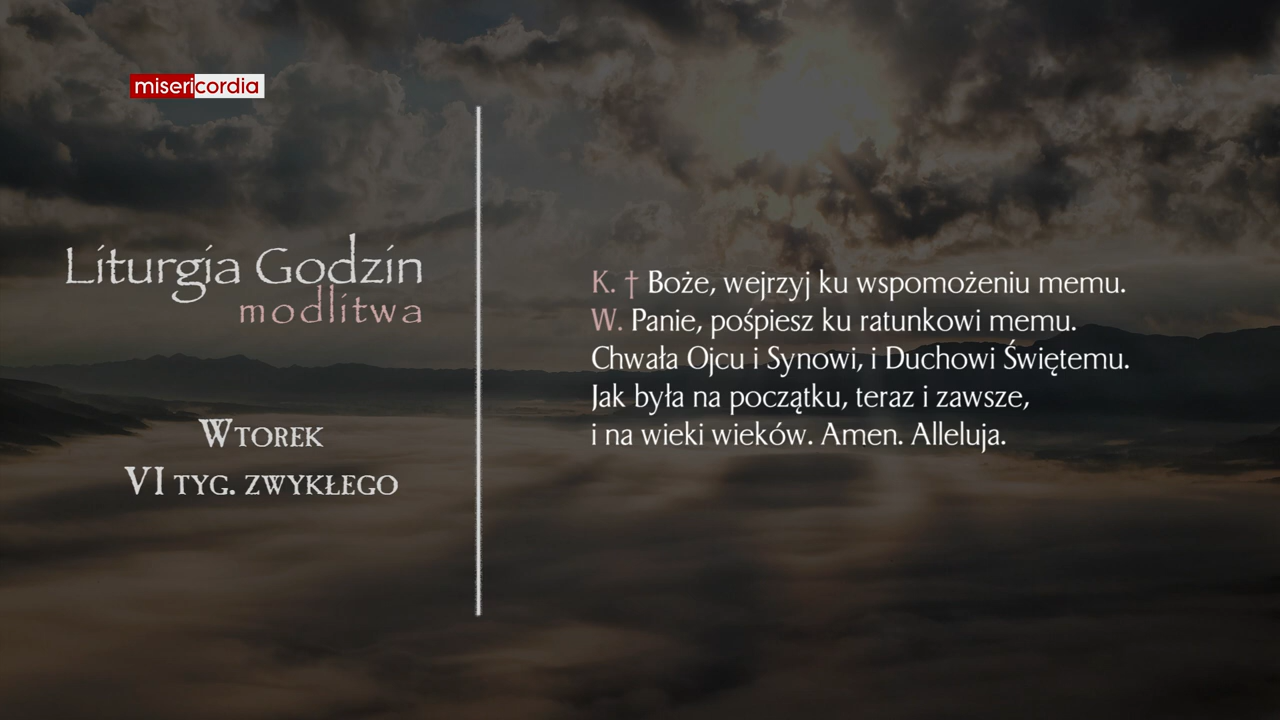 misericordia
Liturgia Godzin
modlitwa
Wtorek
VI tyg. zwykłego
K. † Boże, wejrzyj ku wspomożeniu memu.
W. Panie, pośpiesz ku ratunkowi memu.
Chwała Ojcu i Synowi, i Duchowi Świętemu.
Jak była na początku, teraz i zawsze,
i na wieki wieków. Amen. Alleluja.